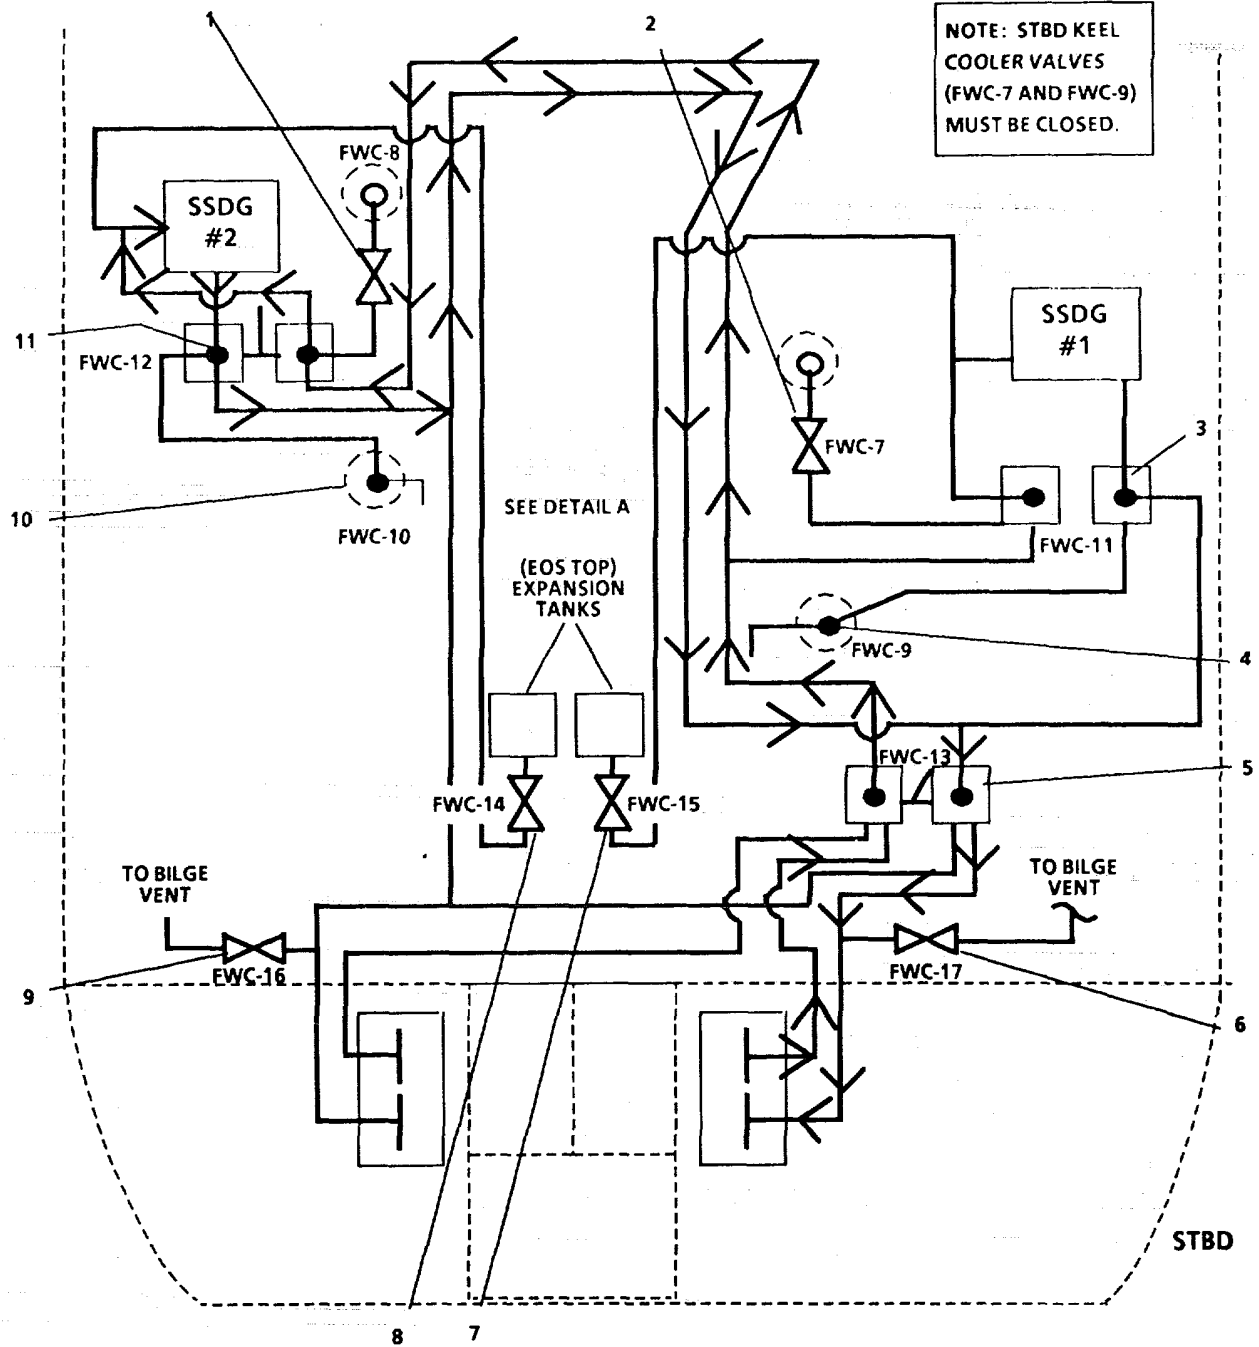 1
2
NOTE: STBD KEEL
COOLER VALVES
(FWC-7 AND FWC-9)
MUST BE CLOSED.
FWC-8
SSDG
#2
SSDG
#1
11
FWC-12
3
FWC-7
10
FWC-10
SEE DETAIL A
FWC-11
(EOS TOP)
EXPANSION
TANKS
FWC-9
4
FWC-13
5
FWC-14
FWC-15
TO BILGE
VENT
TO BILGE
VENT
FWC-16
FWC-17
9
6
STBD
8
7